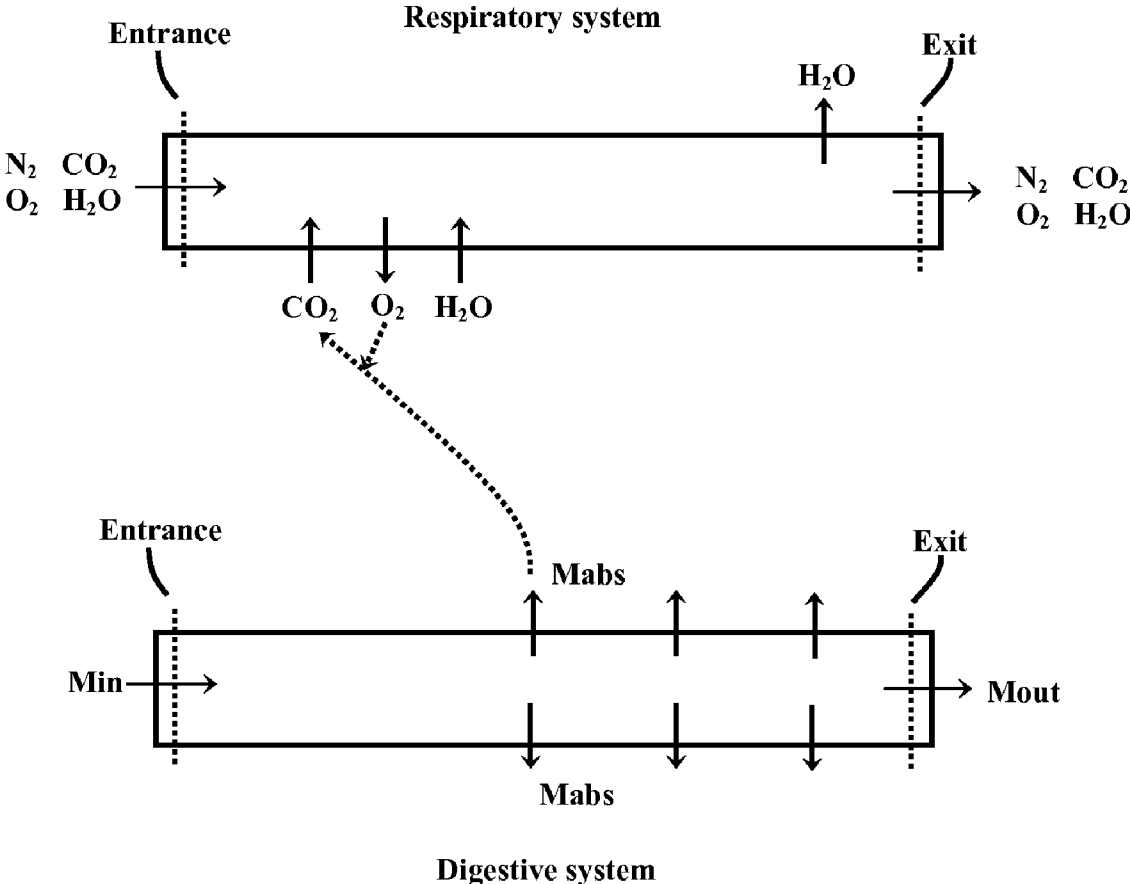 Respiratory system
Entrance
Exit
H₂O
N₂ CO₂
O₂ H₂O
N₂ CO₂
O₂ H₂O
CO₂ O₂ H₂O
Entrance
Exit
Mabs
Min
Mout
Mabs
Digestive system